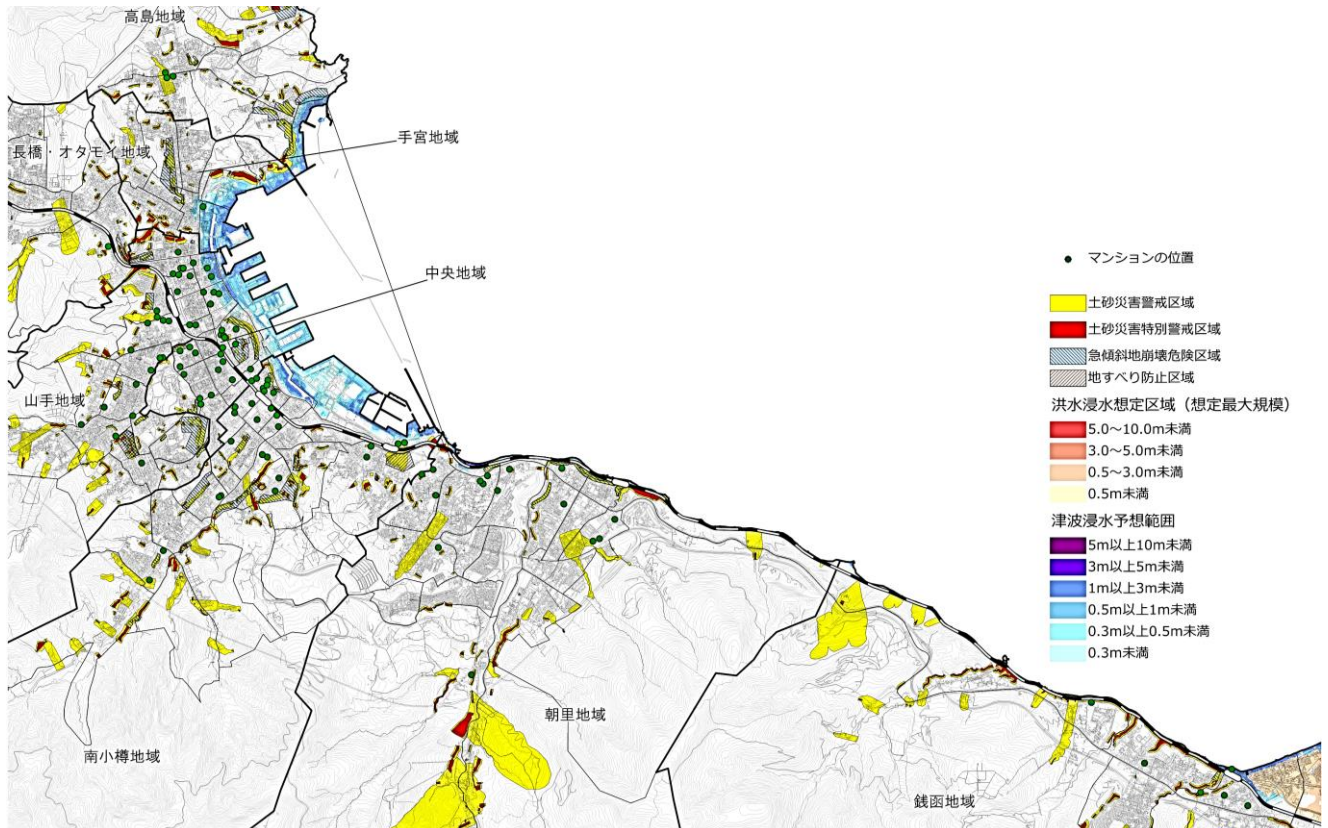 高島地域
手宮地域
長橋・オタモイ地域
中央地域
山手地域
朝里地域
南小樽地域
銭函地域
マンションの位置
土砂災害警戒区域
土砂災害特別警戒区域
急傾斜地崩壊危険区域
地すべり防止区域
洪水浸水想定区域（想定最大規模）
5.0～10.0m未満
3.0～5.0m未満
0.5～3.0m未満
0.5m未満
津波浸水予想範囲
5m以上10m未満
3m以上5m未満
1m以上3m未満
0.5m以上1m未満
0.3m以上0.5m未満
0.3m未満